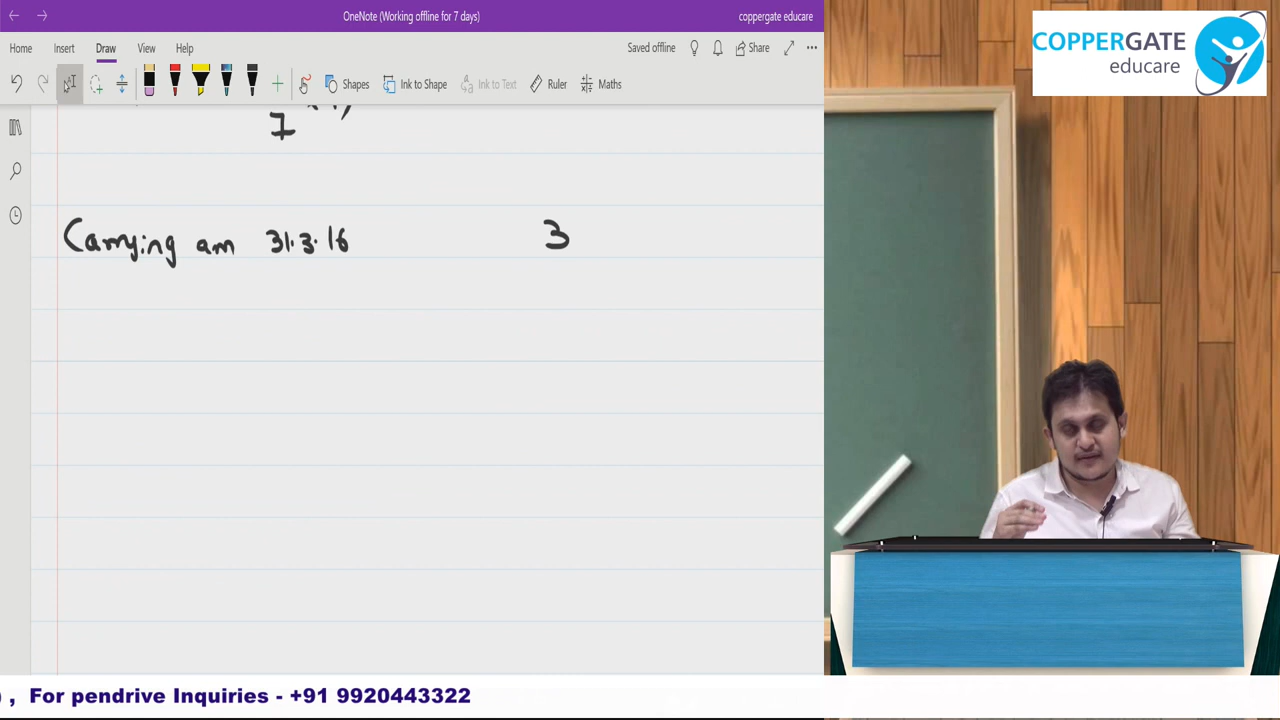 OneNote (Working offline for 7 days)
coppergate educare
Home Insert Draw View Help
Saved offline Share
Shapes Ink to Shape Ink to Text Ruler Maths
7
Carrying am 31.3.16 3
COPPERGATE
educare
) , For pendrive Inquiries - +91 9920443322